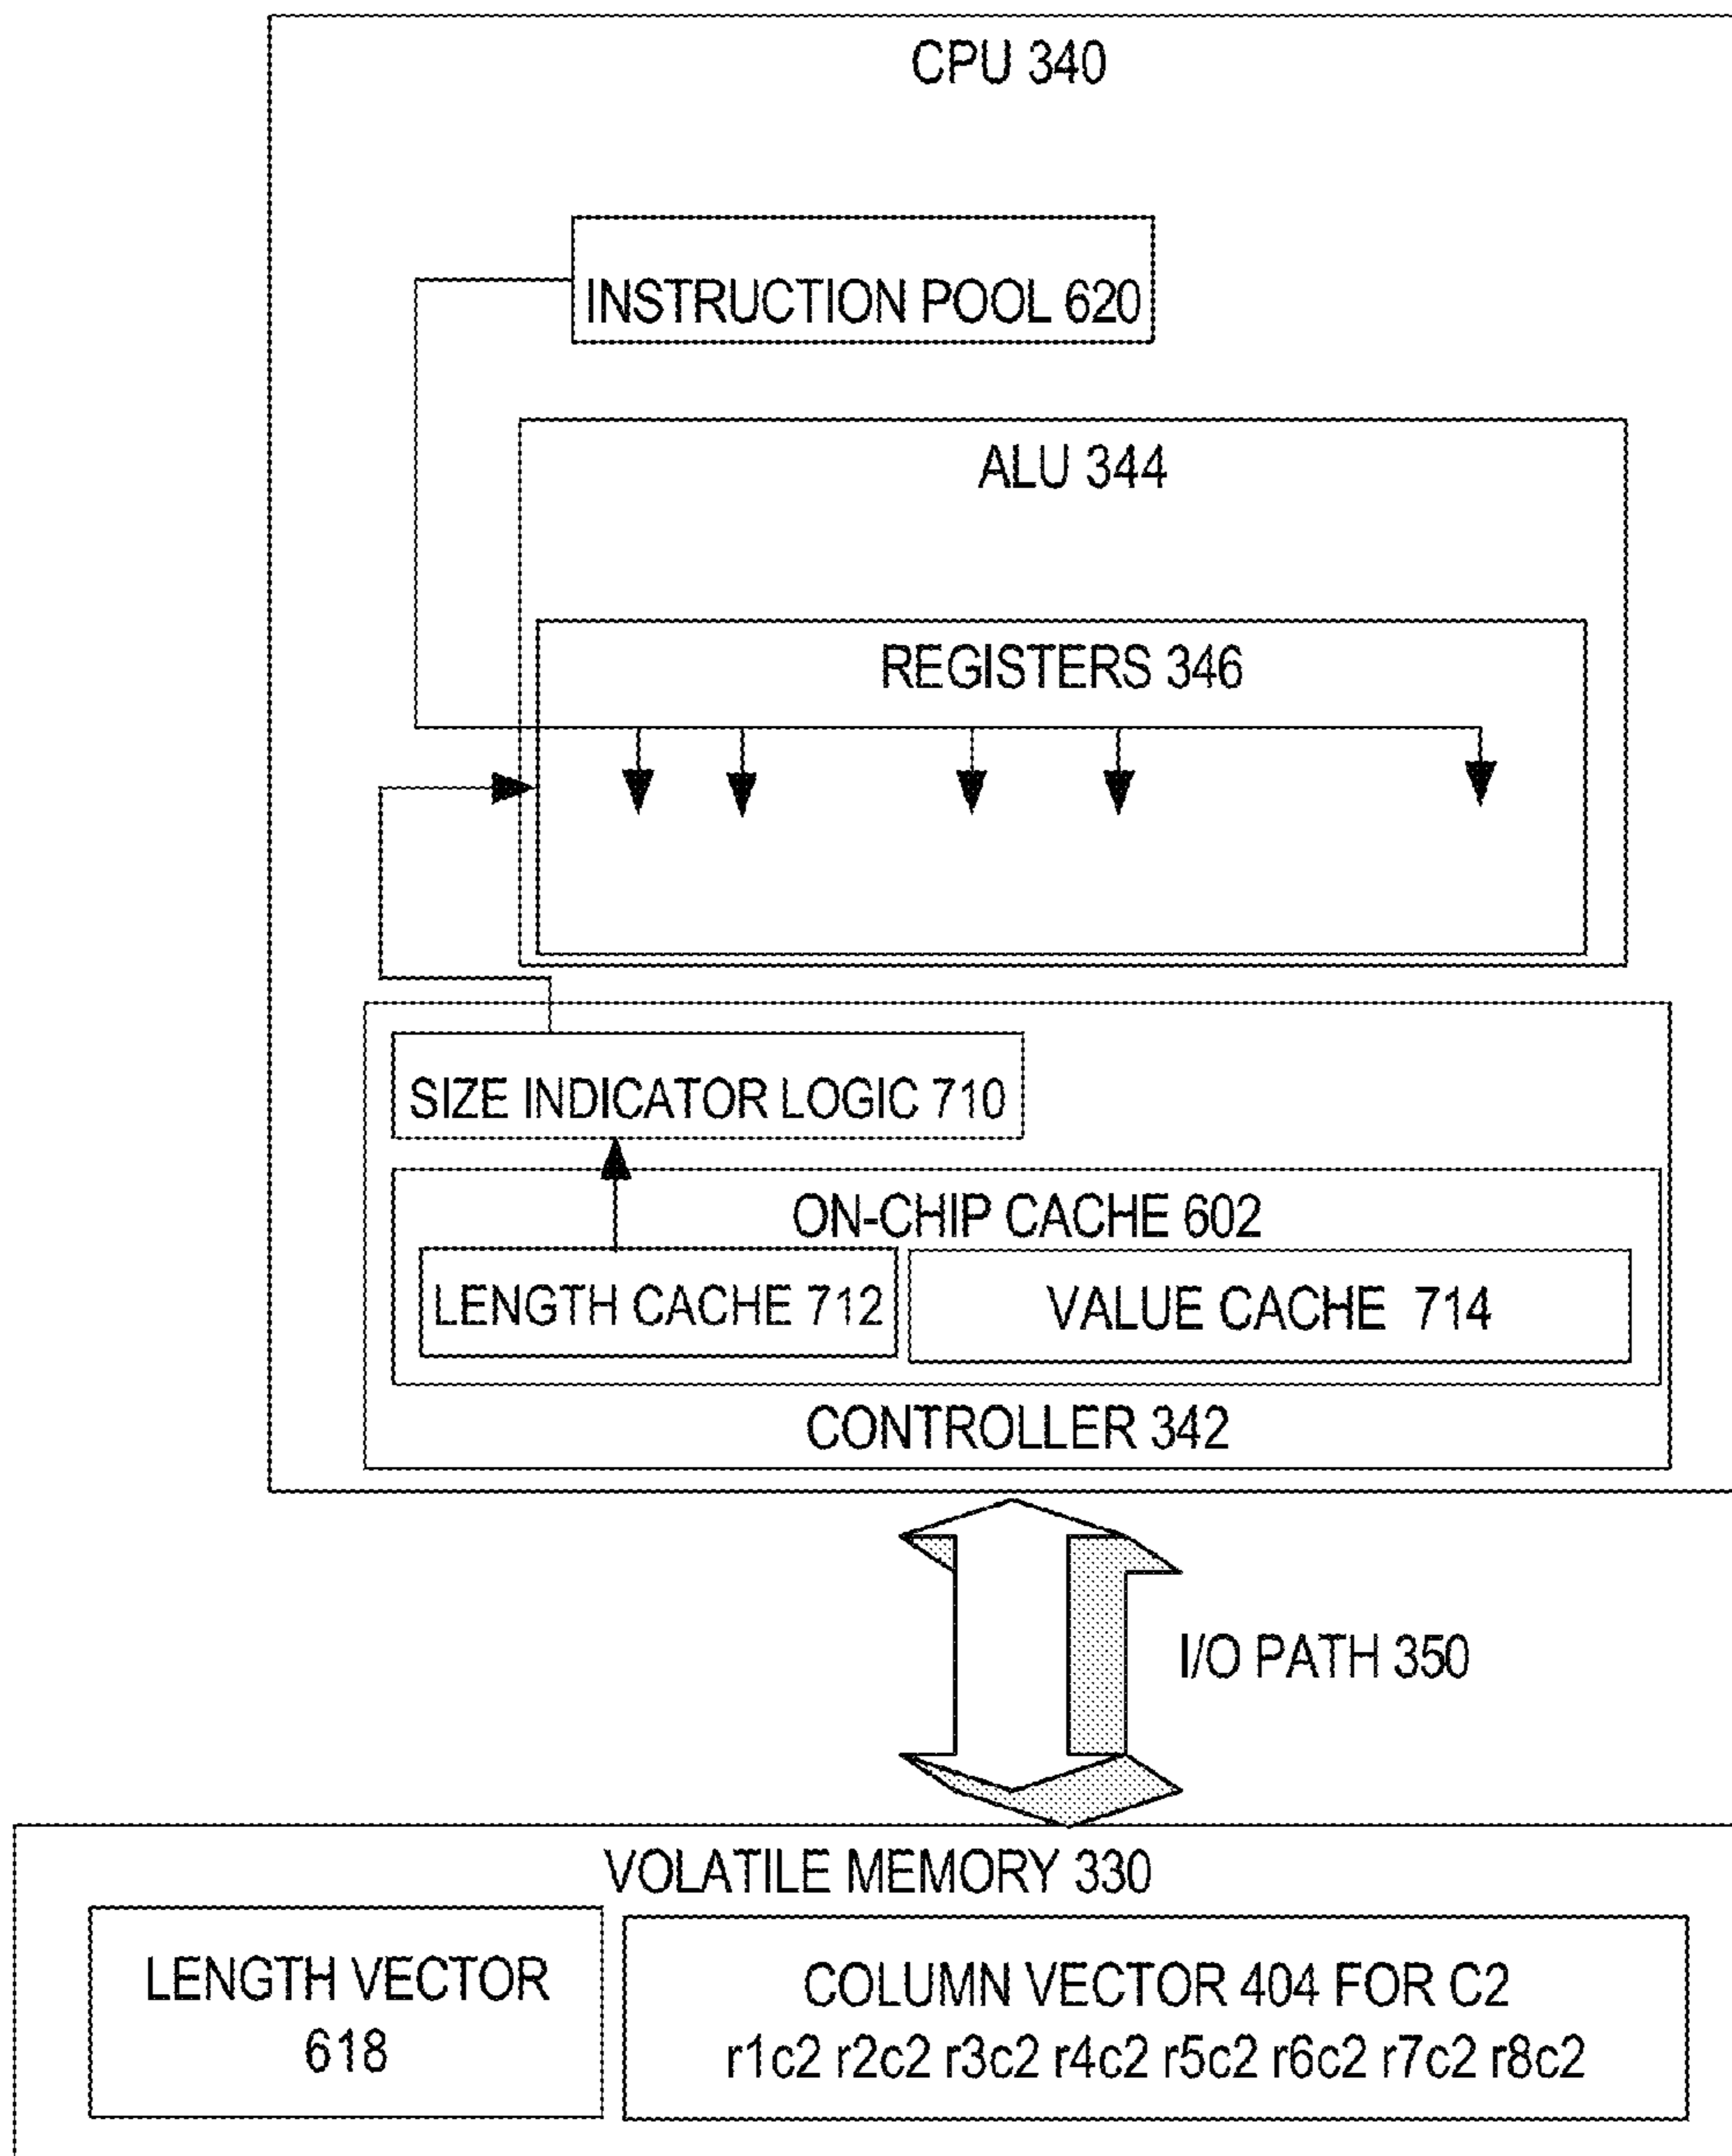 CPU 340
INSTRUCTION POOL 620
ALU 344
REGISTERS 346
SIZE INDICATOR LOGIC 710
ON-CHIP CACHE 602
LENGTH CACHE 712
VALUE CACHE 714
CONTROLLER 342
I/O PATH 350
VOLATILE MEMORY 330
LENGTH VECTOR
618
COLUMN VECTOR 404 FOR C2
r1c2 r2c2 r3c2 r4c2 r5c2 r6c2 r7c2 r8c2